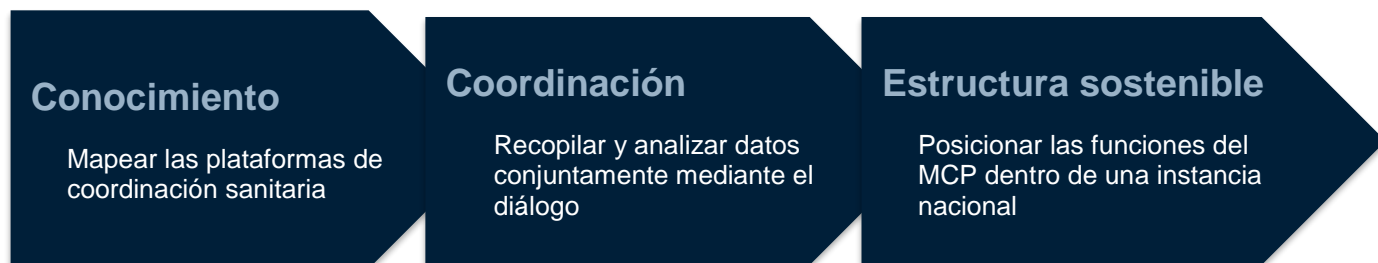 Conocimiento
Mapear las plataformas de
coordinación sanitaria
Coordinación
Recopilar y analizar datos
conjuntamente mediante el
diálogo
Estructura sostenible
Posicionar las funciones del
MCP dentro de una instancia
nacional